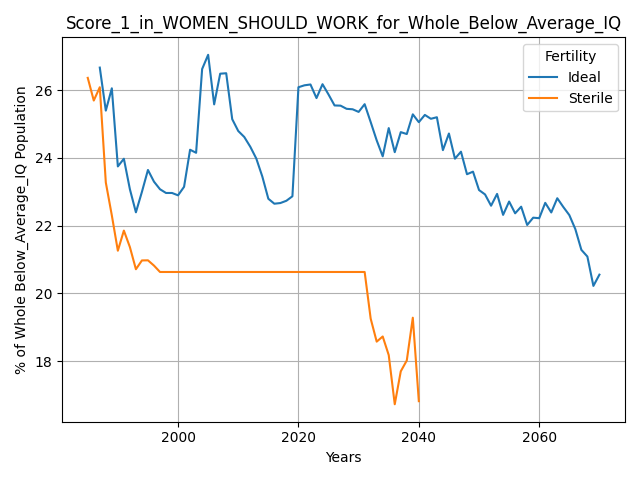 Score_1_in_WOMEN_SHOULD_WORK_for_Whole_Below_Average_IQ
Fertility
Ideal
Sterile
% of Whole Below_Average_IQ Population
26
24
22
20
18
2000
2020
2040
2060
Years